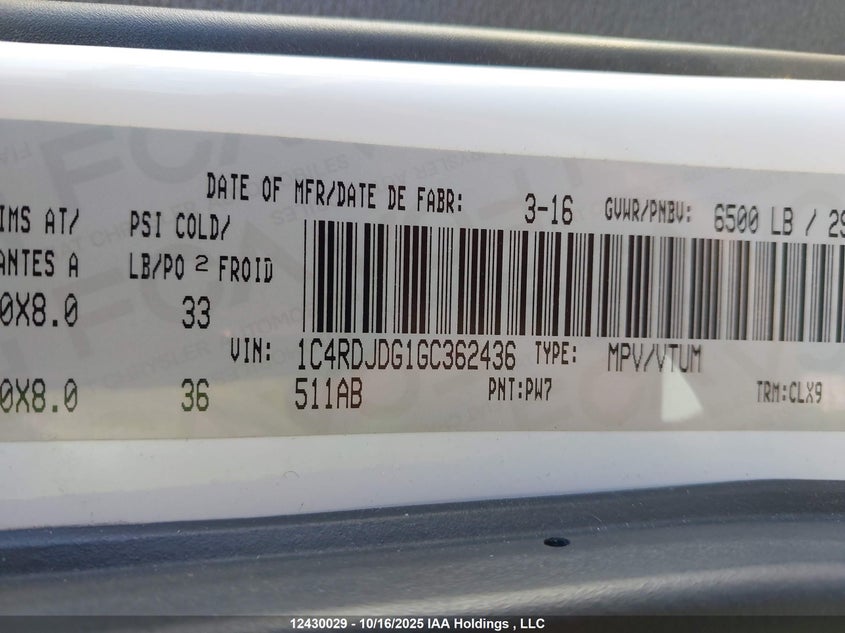 DATE OF MFR/DATE DE FABR: 3-16 GVWR/PNBV: 6500 LB / 29
IMS AT/ PSI COLD/
ANTES A LB/PO 2 FROID
0X8.0 33
VIN: 1C4RDJDG1GC362436 TYPE: MPV/VTUM
0X8.0 36 511AB PNT:PW7 TRM:CLX9
12430029 - 10/16/2025 IAA Holdings , LLC